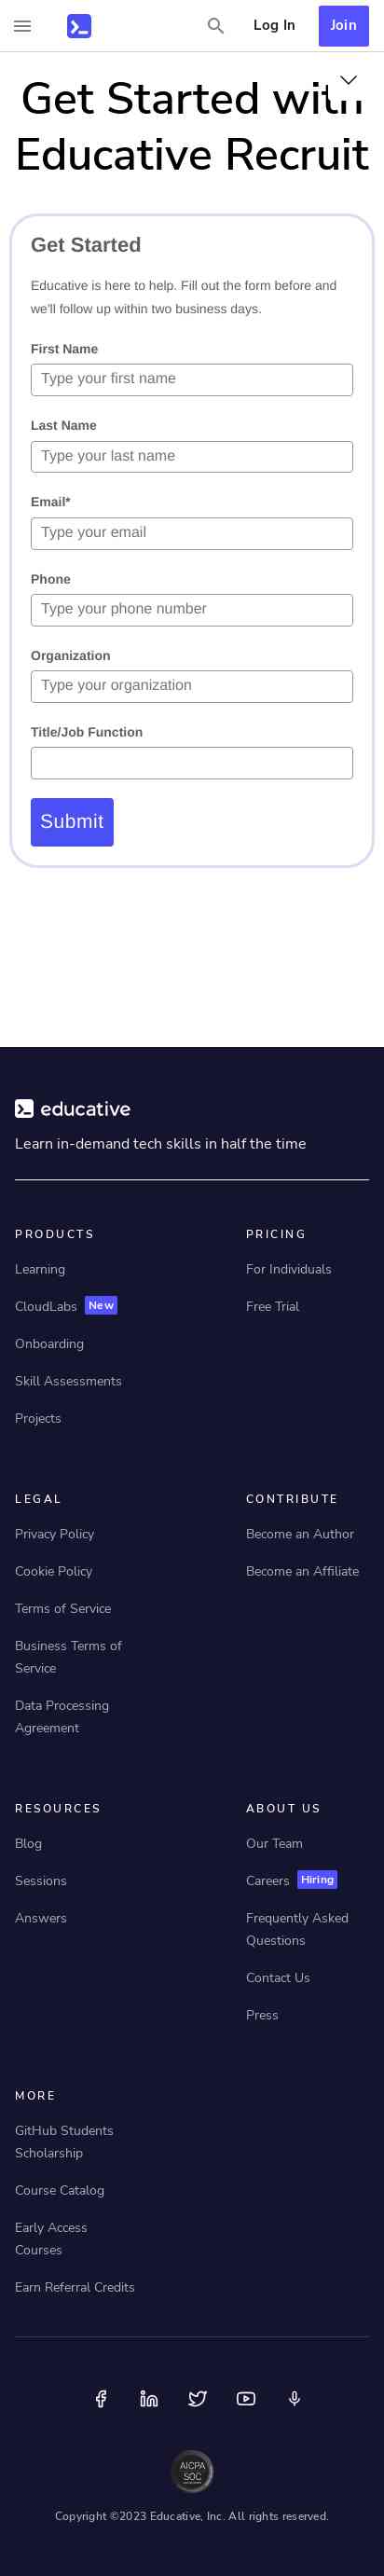 Log In
Join
Get Started with
Educative Recruit
Get Started
Educative is here to help. Fill out the form before and
we'll follow up within two business days.
First Name
Type your first name
Last Name
Type your last name
Email*
Type your email
Phone
Type your phone number
Organization
Type your organization
Title/Job Function
Submit
educative
Learn in-demand tech skills in half the time
PRODUCTS
Learning
CloudLabs New
Onboarding
Skill Assessments
Projects
PRICING
For Individuals
Free Trial
LEGAL
Privacy Policy
Cookie Policy
Terms of Service
Business Terms of
Service
Data Processing
Agreement
CONTRIBUTE
Become an Author
Become an Affiliate
RESOURCES
Blog
Sessions
Answers
ABOUT US
Our Team
Careers Hiring
Frequently Asked
Questions
Contact Us
Press
MORE
GitHub Students
Scholarship
Course Catalog
Early Access
Courses
Earn Referral Credits
AICPA
SOC
Copyright ©2023 Educative, Inc. All rights reserved.